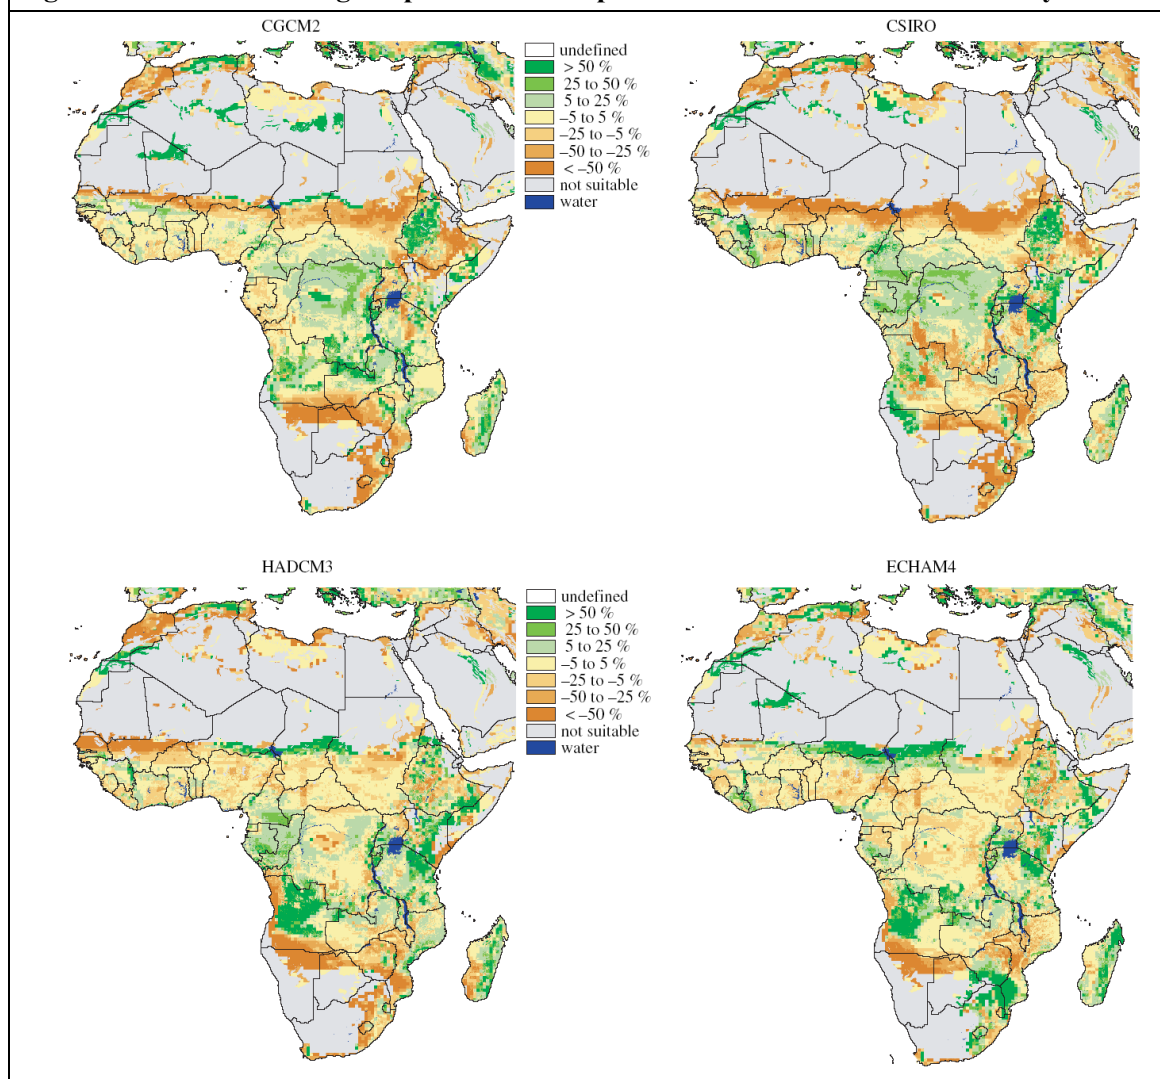 CGCM2
CSIRO
undefined
> 50 %
25 to 50 %
5 to 25 %
–5 to 5 %
–25 to –5 %
–50 to –25 %
< –50 %
not suitable
water
HADCM3
ECHAM4
undefined
> 50 %
25 to 50 %
5 to 25 %
–5 to 5 %
–25 to –5 %
–50 to –25 %
< –50 %
not suitable
water